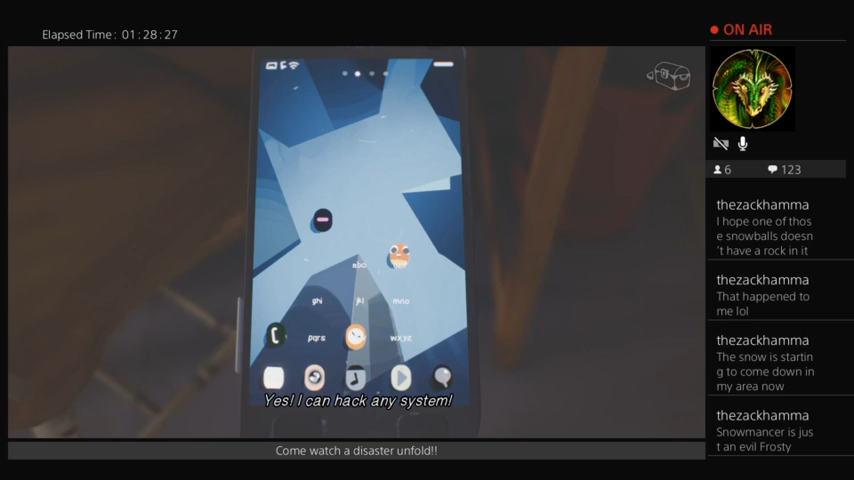 Elapsed Time: 01:28:27
ON AIR
6
123
abc
ghi
jkl
mno
pqrs
wxyz
Yes! I can hack any system!
Come watch a disaster unfold!!
thezackhamma
I hope one of thos
e snowballs doesn
't have a rock in it
thezackhamma
That happened to
me lol
thezackhamma
The snow is startin
g to come down in
my area now
thezackhamma
Snowmancer is jus
t an evil Frosty